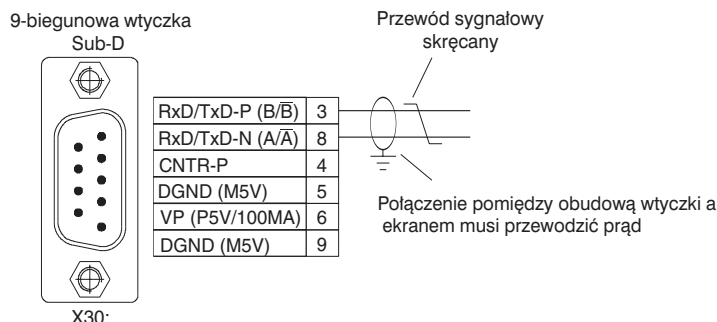 9-biegunowa wtyczka
Sub-D
Przewód sygnałowy
skręcany
RxD/TxD-P (B/B̅) 3
RxD/TxD-N (A/A̅) 8
CNTR-P 4
DGND (M5V) 5
VP (P5V/100MA) 6
DGND (M5V) 9
Połączenie pomiędzy obudową wtyczki a
ekranem musi przewodzić prąd
X30: